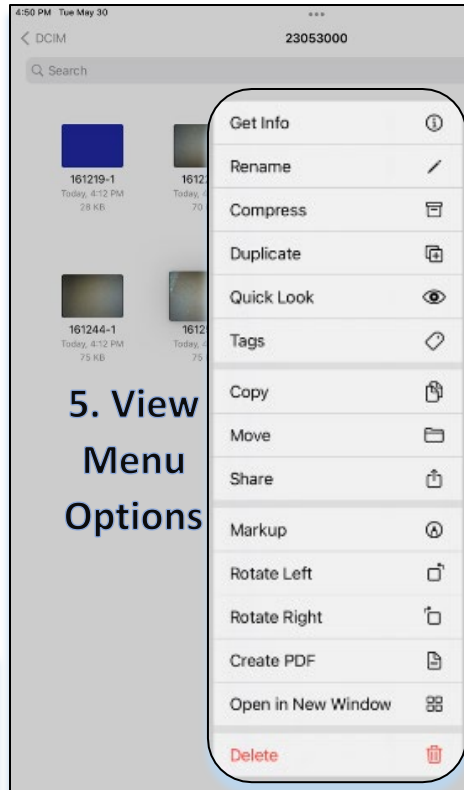 4:50 PM Tue May 30
DCIM
23053000
Search
161219-1
Today, 4:12 PM
28 KB
161244-1
Today, 4:12 PM
75 KB
5. View
Menu
Options
Get Info
Rename
Compress
Duplicate
Quick Look
Tags
Copy
Move
Share
Markup
Rotate Left
Rotate Right
Create PDF
Open in New Window
Delete